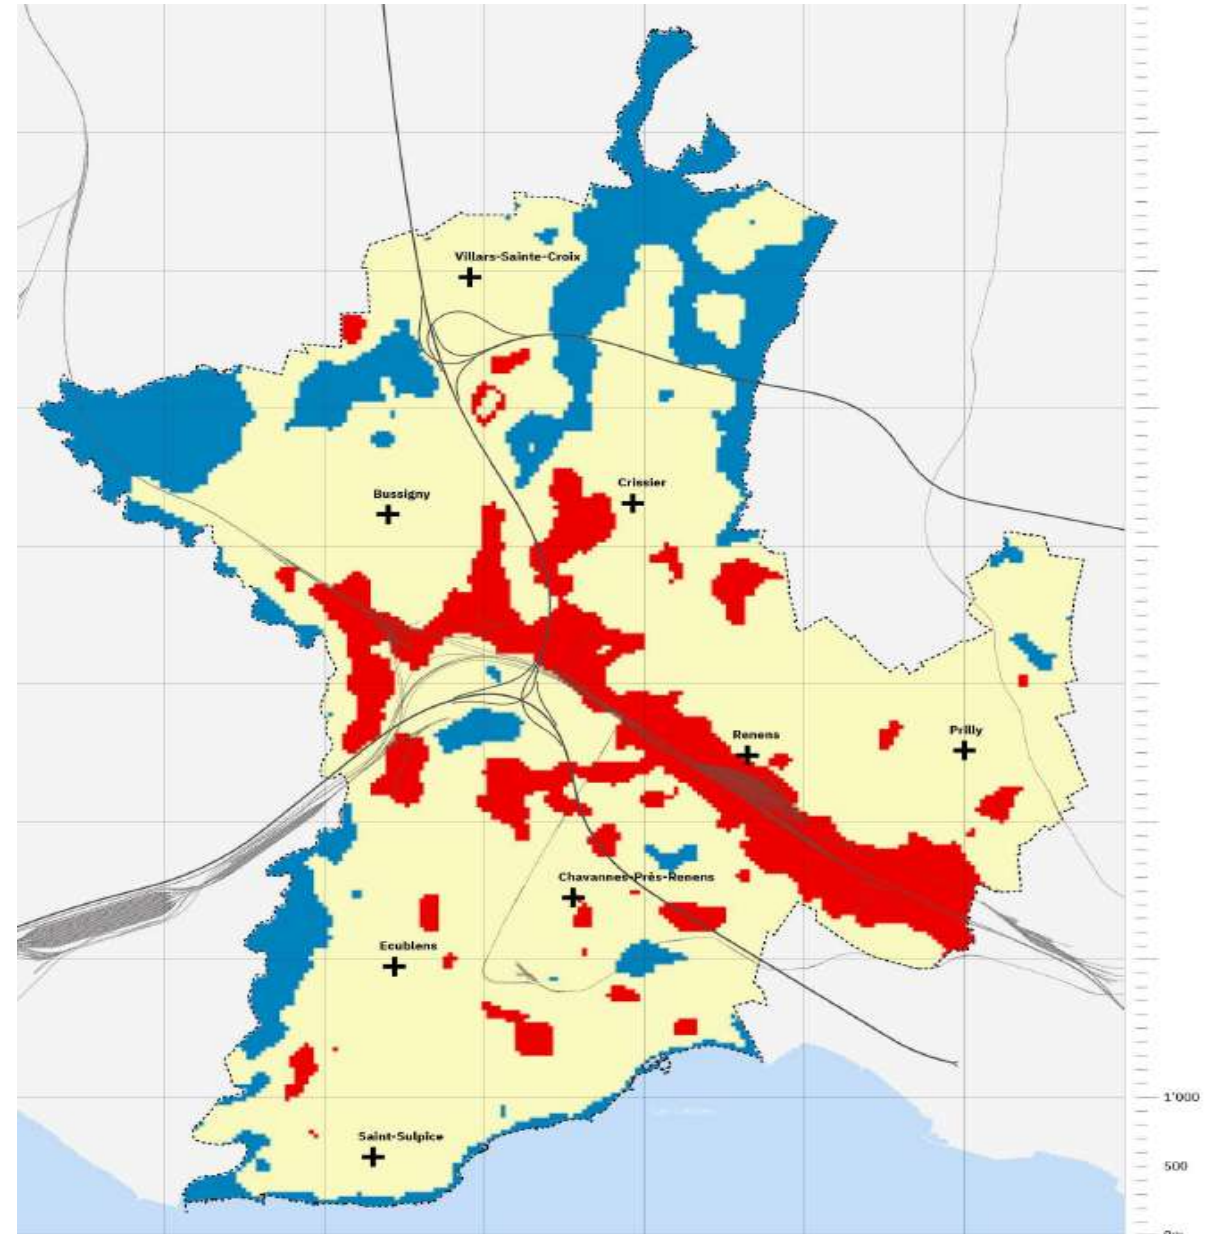 Villars-Sainte-Croix
Crissier
Bussigny
Renens
Prilly
Chavannes-Près-Renens
Ecublens
1'000
Saint-Sulpice
500